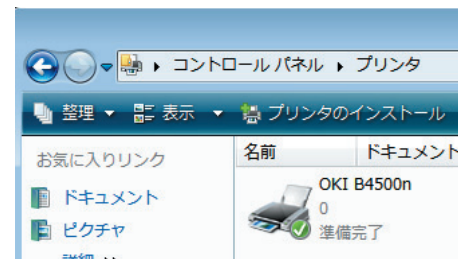 コントロール パネル ▸ プリンタ
整理 ▼ 表示 ▼ プリンタのインストール
お気に入りリンク
名前 ドキュメント
ドキュメント
ピクチャ
OKI B4500n
0
準備完了